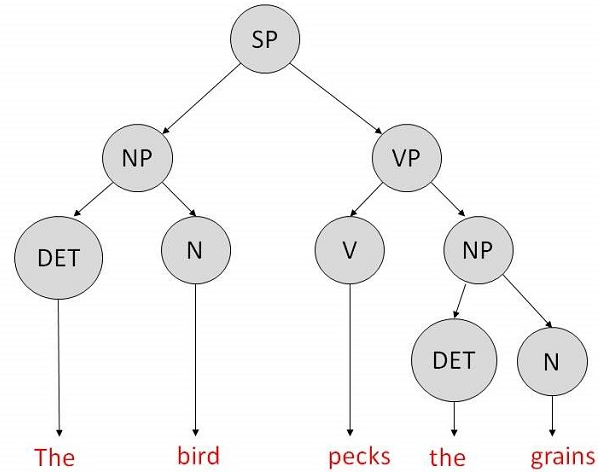 SP
NP VP
DET N V NP
DET N
The bird pecks the grains